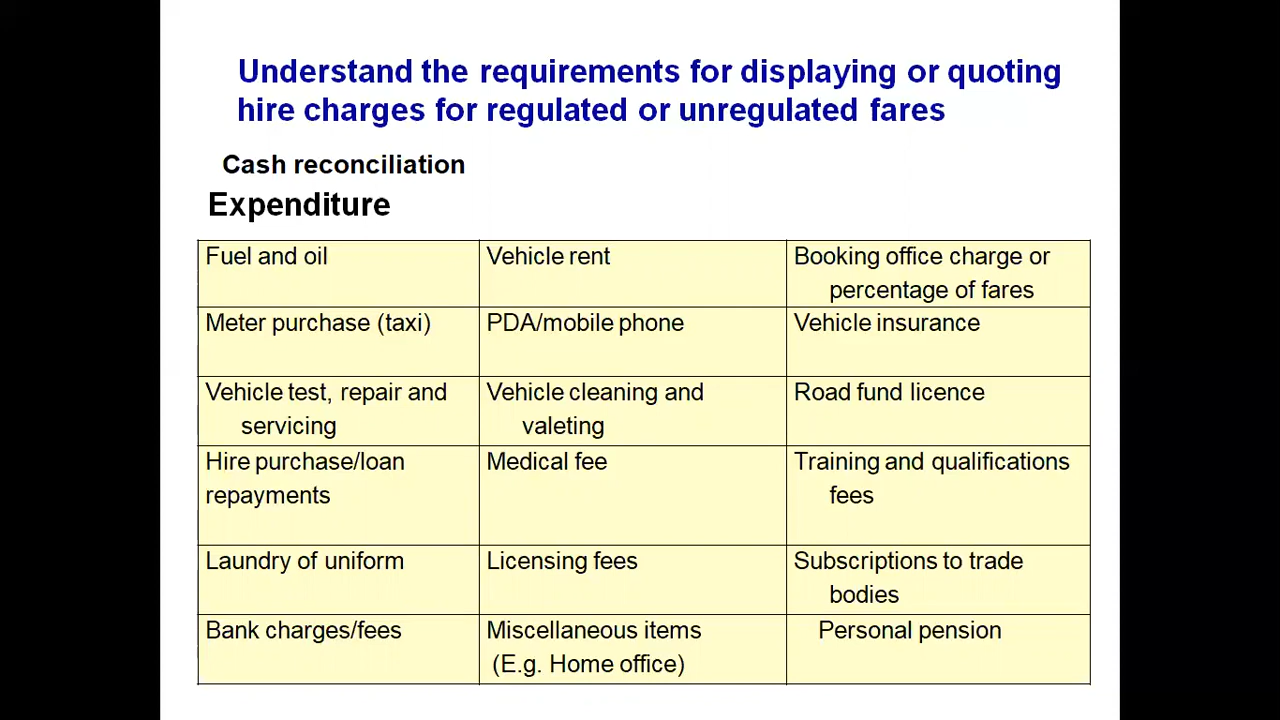 Understand the requirements for displaying or quoting
hire charges for regulated or unregulated fares
Cash reconciliation
Expenditure
Fuel and oil
Vehicle rent
Booking office charge or
percentage of fares
Meter purchase (taxi)
PDA/mobile phone
Vehicle insurance
Vehicle test, repair and
servicing
Vehicle cleaning and
valeting
Road fund licence
Hire purchase/loan
repayments
Medical fee
Training and qualifications
fees
Laundry of uniform
Licensing fees
Subscriptions to trade
bodies
Bank charges/fees
Miscellaneous items
(E.g. Home office)
Personal pension